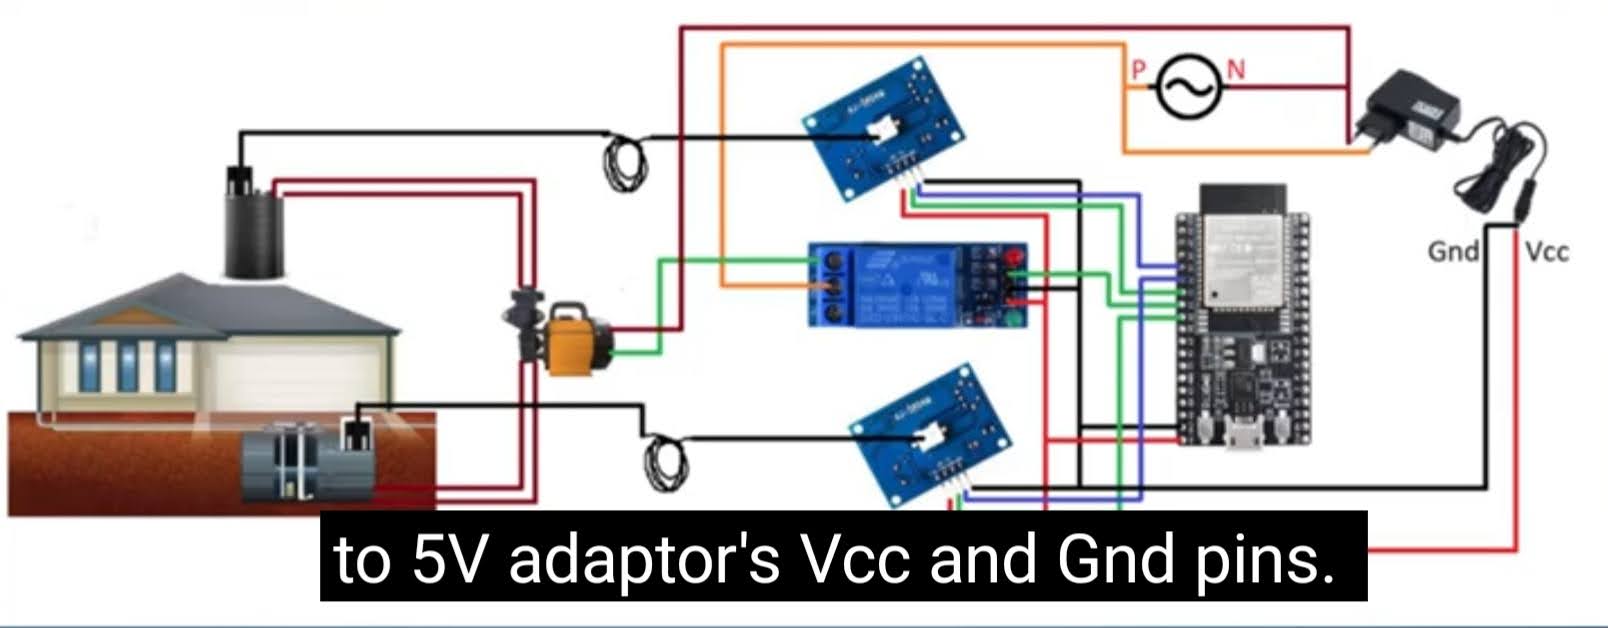 P
N
Gnd
Vcc
to 5V adaptor's Vcc and Gnd pins.